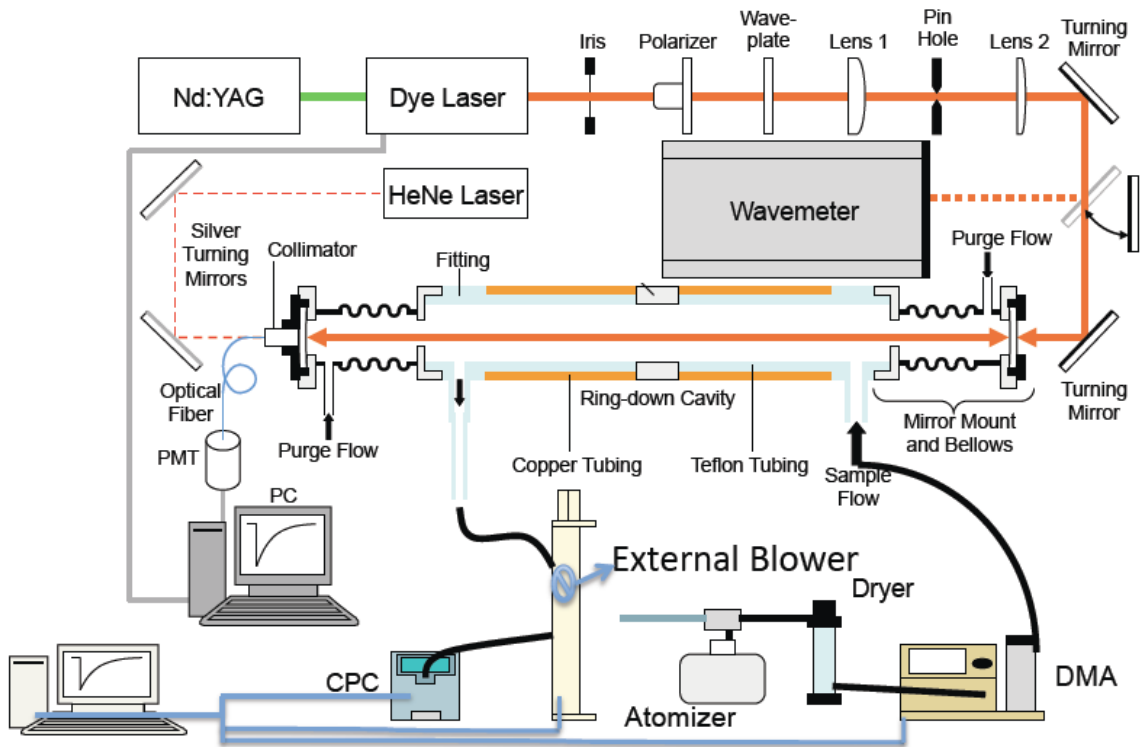 Iris
Polarizer
Wave-
plate
Lens 1
Pin
Hole
Lens 2
Turning
Mirror
Nd:YAG
Dye Laser
HeNe Laser
Wavemeter
Silver
Turning
Mirrors
Collimator
Fitting
Purge Flow
Optical
Fiber
Purge Flow
Ring-down Cavity
Copper Tubing
Teflon Tubing
Sample
Flow
Mirror Mount
and Bellows
Turning
Mirror
PMT
PC
External Blower
Dryer
CPC
Atomizer
DMA